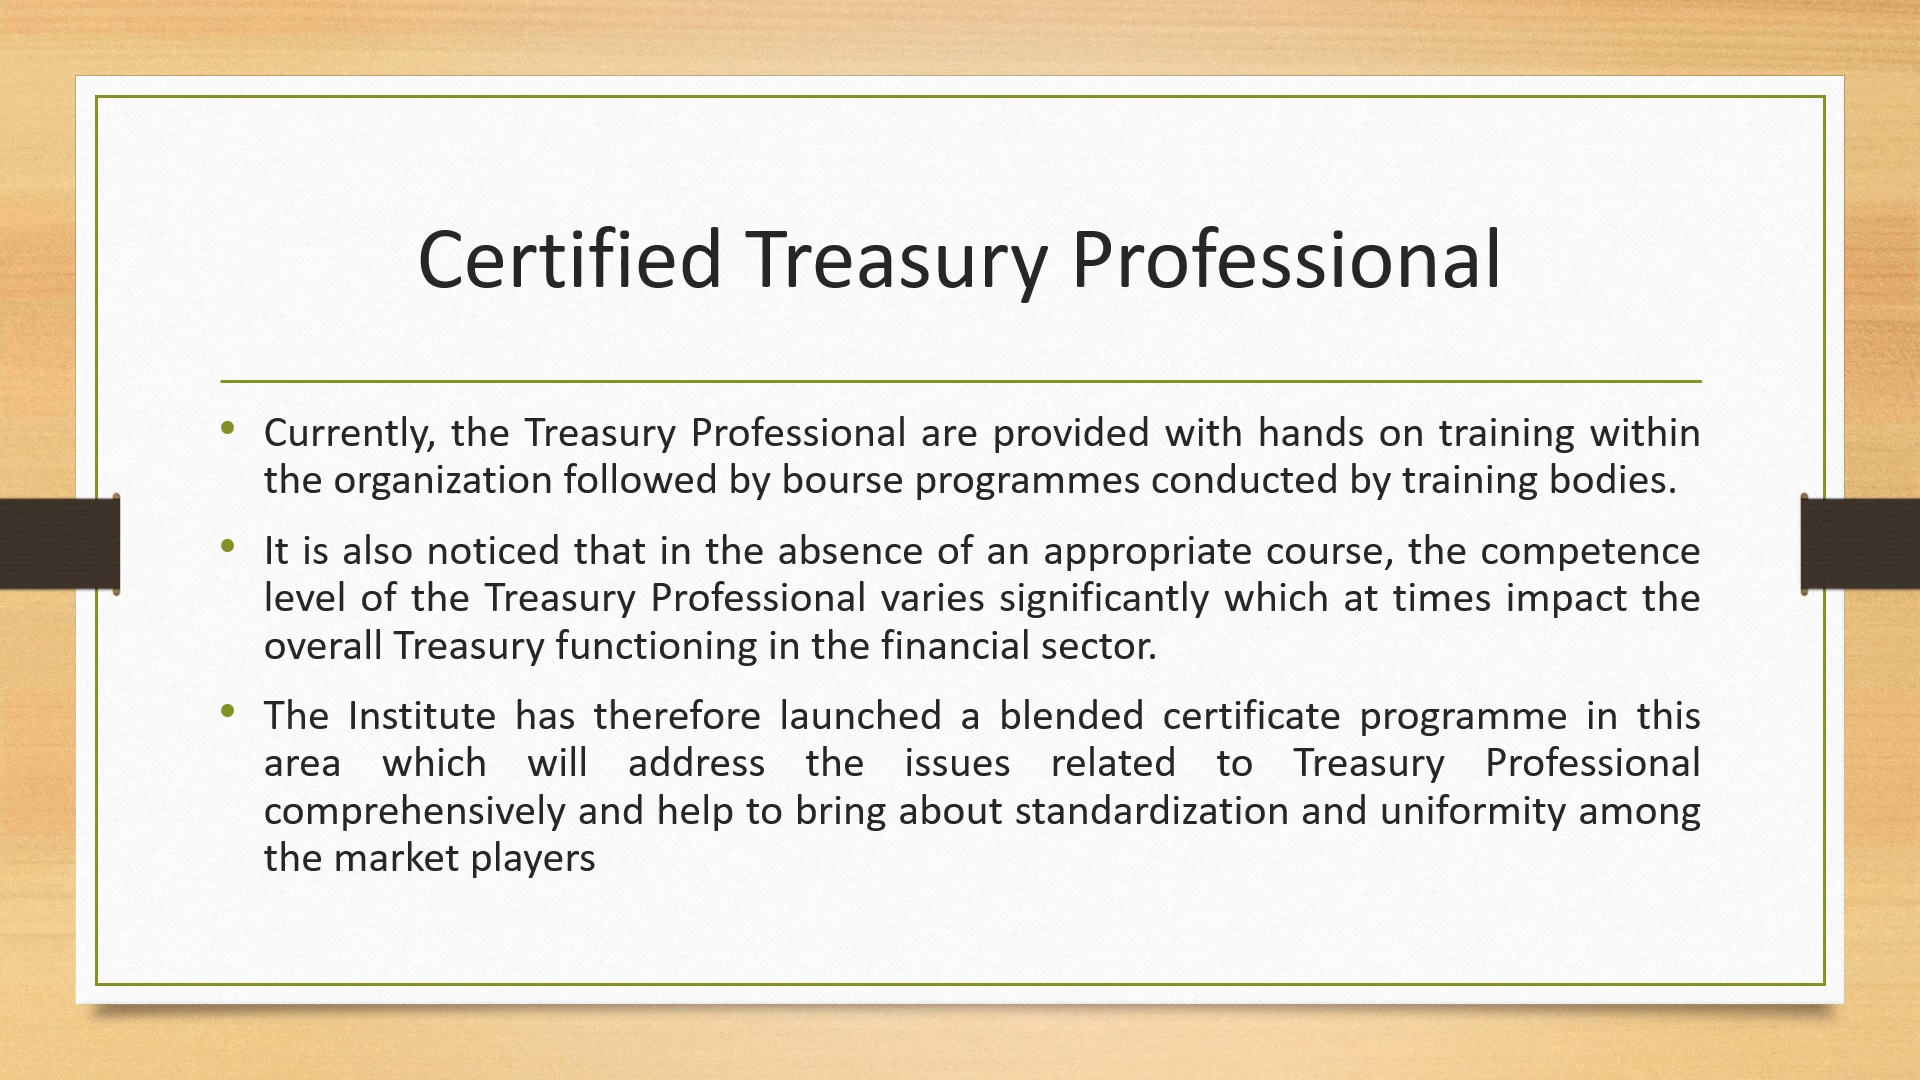 Certified Treasury Professional
• Currently, the Treasury Professional are provided with hands on training within
the organization followed by bourse programmes conducted by training bodies.
• It is also noticed that in the absence of an appropriate course, the competence
level of the Treasury Professional varies significantly which at times impact the
overall Treasury functioning in the financial sector.
• The Institute has therefore launched a blended certificate programme in this
area which will address the issues related to Treasury Professional
comprehensively and help to bring about standardization and uniformity among
the market players